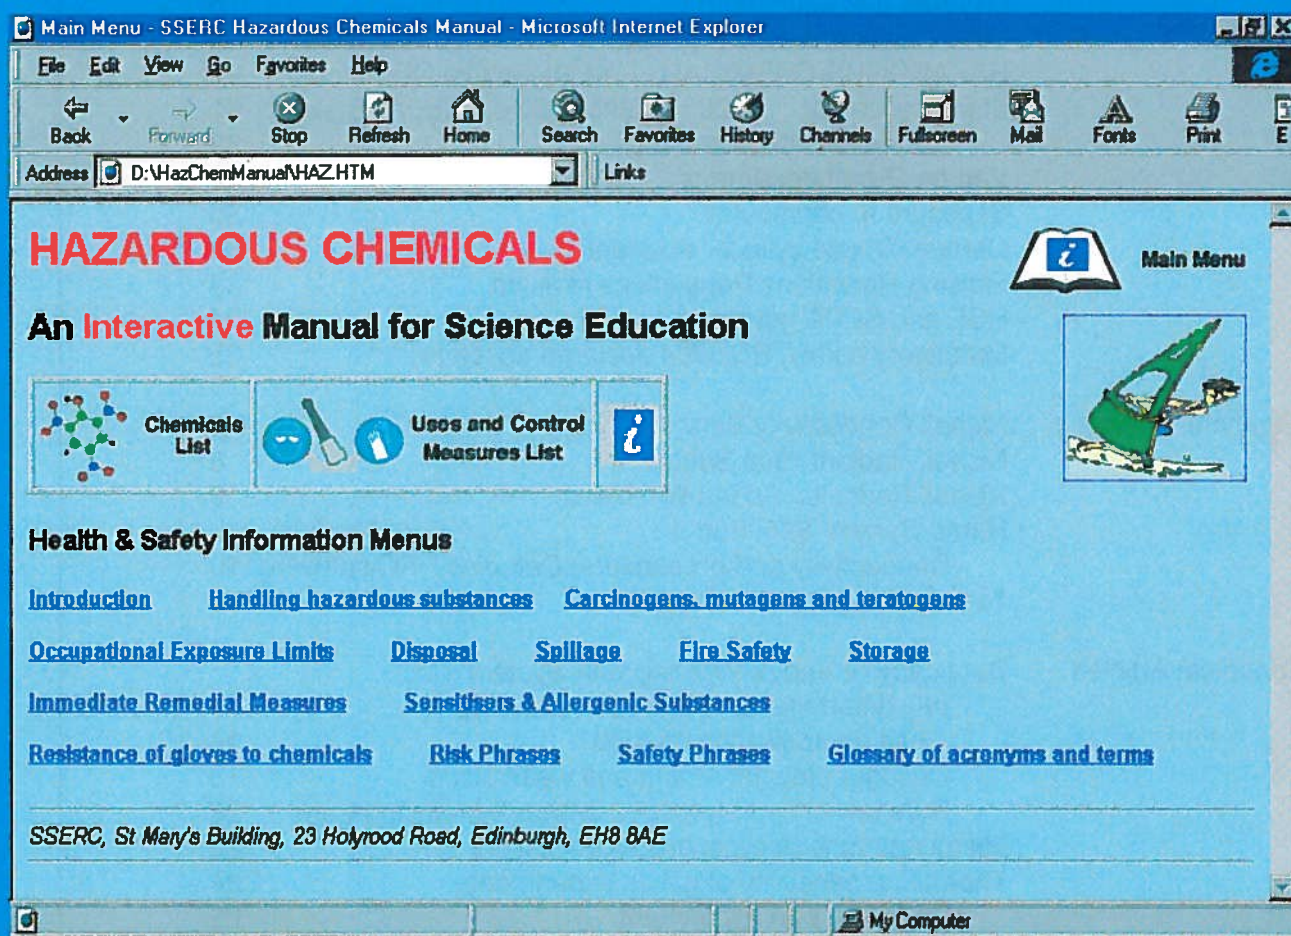 Main Menu - SSERC Hazardous Chemicals Manual - Microsoft Internet Explorer
File Edit View Go Favorites Help
Back Forward Stop Refresh Home Search Favorites History Channels Fullscreen Mail Fonts Print E
Address D:\HazChemManual\HAZ.HTM Links
HAZARDOUS CHEMICALS
Main Menu
An Interactive Manual for Science Education
Chemicals List
Uses and Control Measures List
i
Health & Safety Information Menus
Introduction Handling hazardous substances Carcinogens, mutagens and teratogens
Occupational Exposure Limits Disposal Spillage Fire Safety Storage
Immediate Remedial Measures Sensitisers & Allergenic Substances
Resistance of gloves to chemicals Risk Phrases Safety Phrases Glossary of acronyms and terms
SSERC, St Mary's Building, 23 Holyrood Road, Edinburgh, EH8 8AE
My Computer